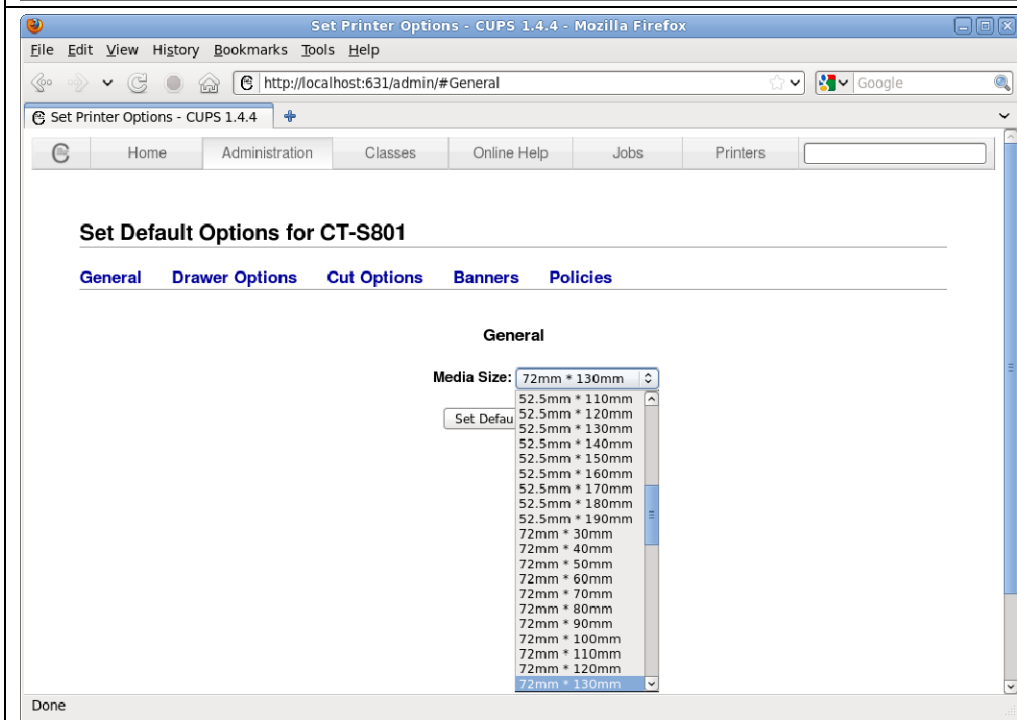 Set Printer Options - CUPS 1.4.4 - Mozilla Firefox
File Edit View History Bookmarks Tools Help
http://localhost:631/admin/#General
Google
Set Printer Options - CUPS 1.4.4
Home Administration Classes Online Help Jobs Printers
Set Default Options for CT-S801
General Drawer Options Cut Options Banners Policies
General
Media Size: 72mm * 130mm
Set Defau
52.5mm * 110mm
52.5mm * 120mm
52.5mm * 130mm
52.5mm * 140mm
52.5mm * 150mm
52.5mm * 160mm
52.5mm * 170mm
52.5mm * 180mm
52.5mm * 190mm
72mm * 30mm
72mm * 40mm
72mm * 50mm
72mm * 60mm
72mm * 70mm
72mm * 80mm
72mm * 90mm
72mm * 100mm
72mm * 110mm
72mm * 120mm
72mm * 130mm
Done